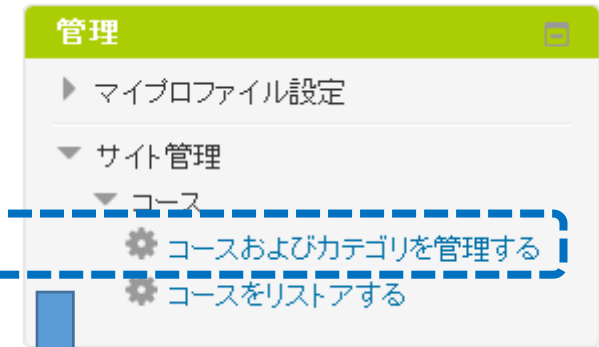 管理
マイプロファイル設定
サイト管理
コース
コースおよびカテゴリを管理する
コースをリストアする